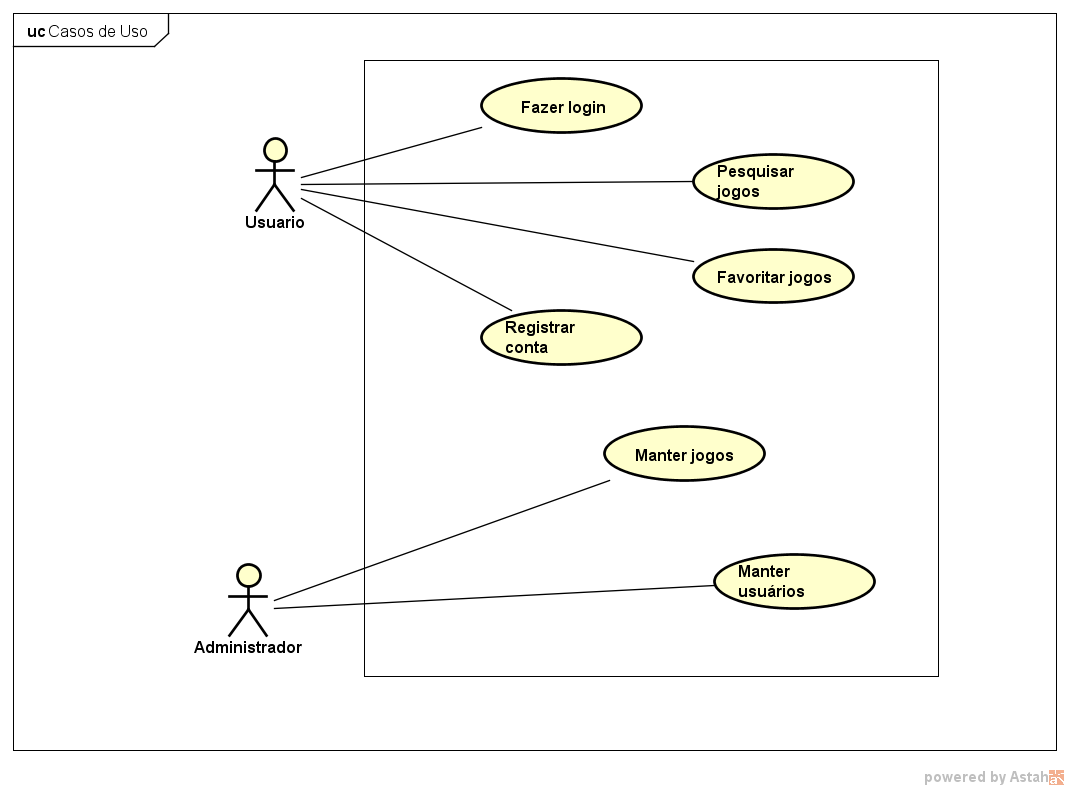 uc Casos de Uso
Fazer login
Pesquisar
jogos
Usuario
Favoritar jogos
Registrar
conta
Manter jogos
Manter
usuários
Administrador
powered by Astah